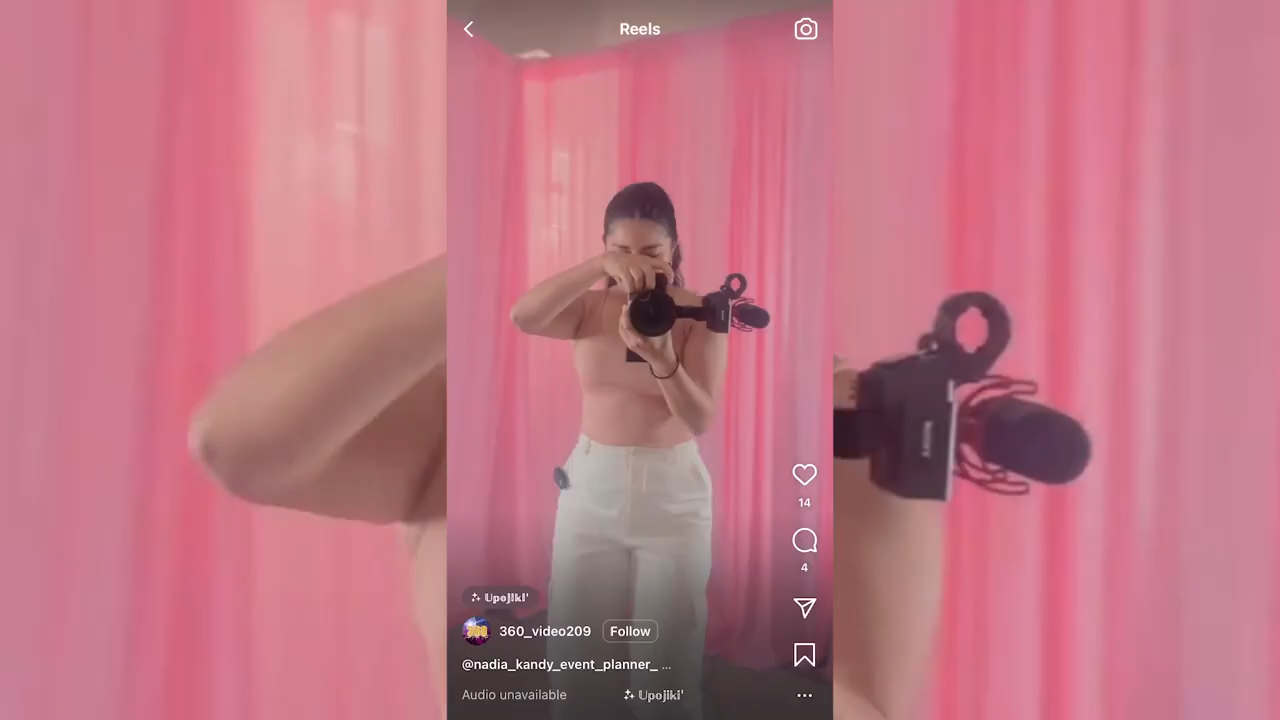 Reels
14
4
𝕌𝕡𝕠𝕛𝕚𝕜𝕚'
360_video209 Follow
@nadia_kandy_event_planner_ ...
Audio unavailable 𝕌𝕡𝕠𝕛𝕚𝕜𝕚'